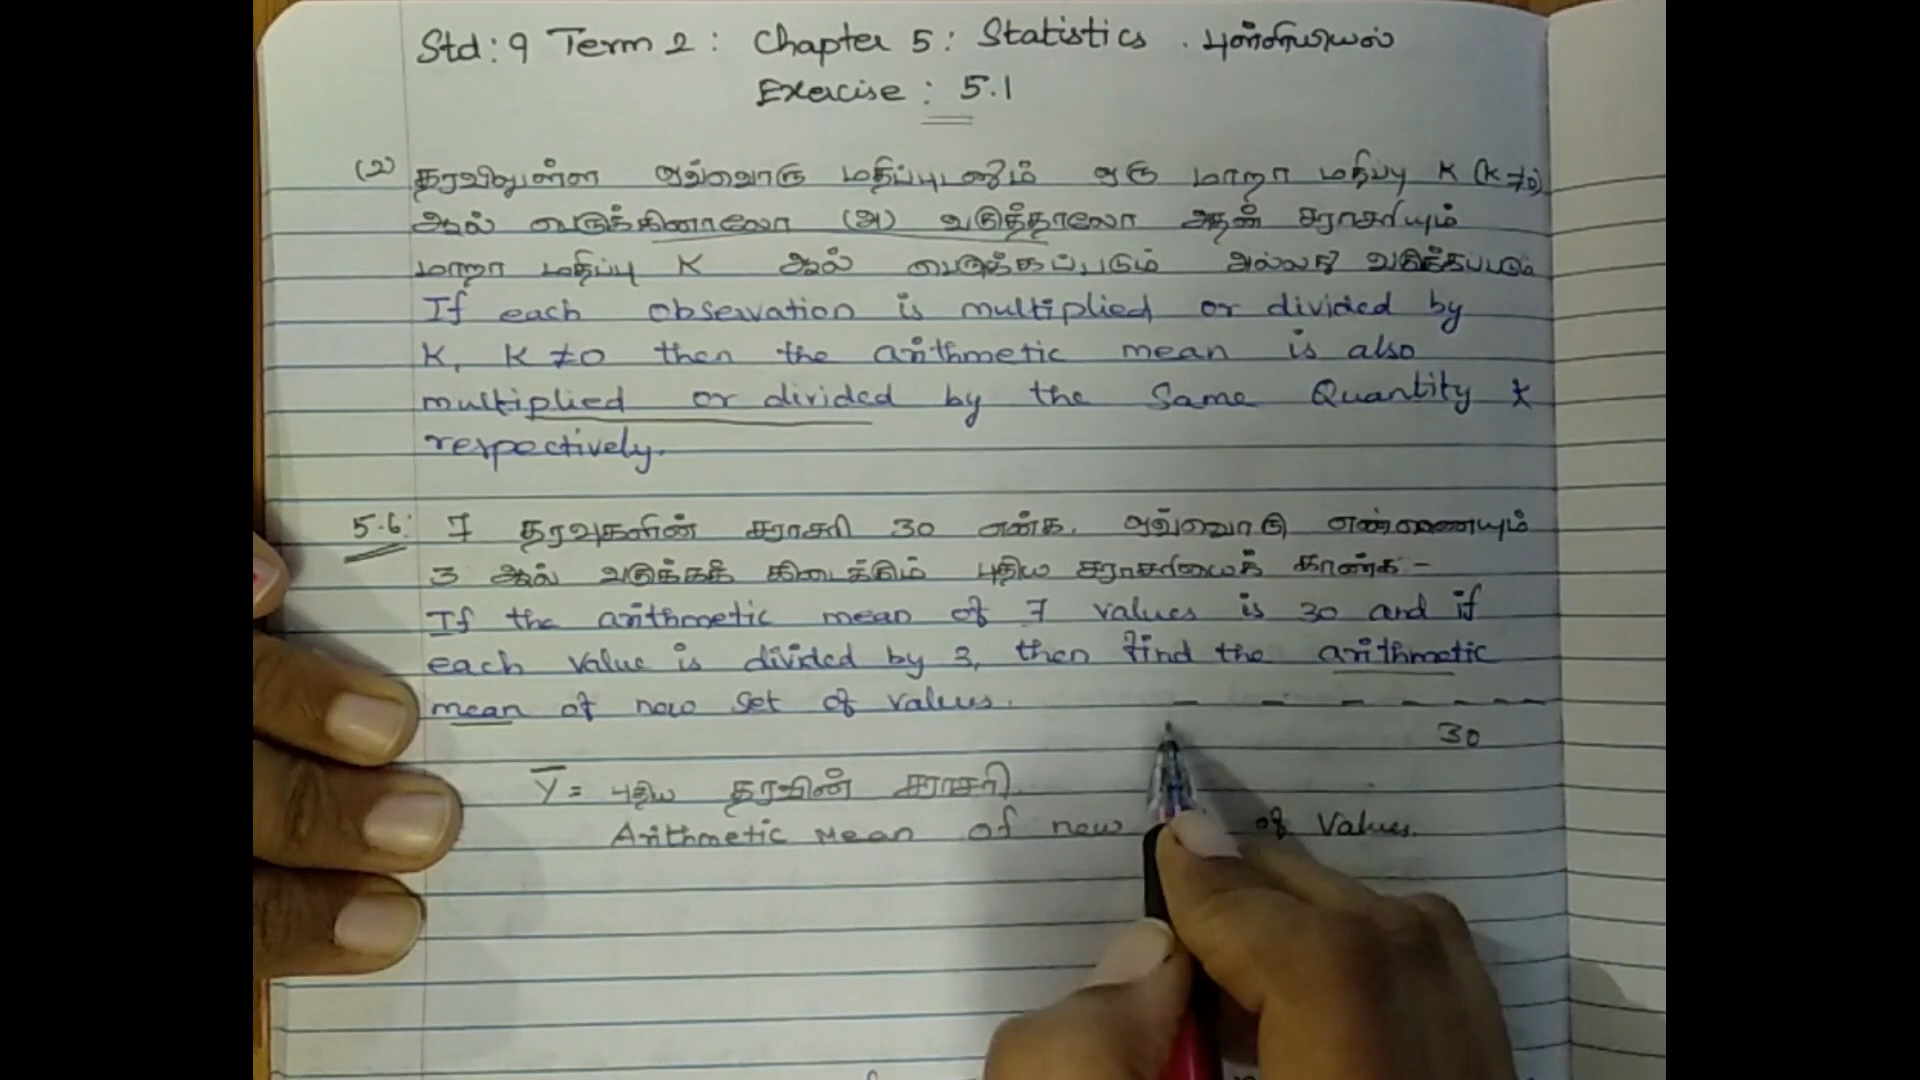 Std: 9 Term 2 : Chapter 5 : Statistics . புள்ளியியல்
Exercise : 5.1
(2) தரவிலுள்ள ஒவ்வொரு மதிப்புடனும் ஒரு மாறா மதிப்பு K (K≠0)
ஆல் பெருக்கினாலோ (அ) வகுத்தாலோ அதன் சராசரியும்
மாறா மதிப்பு K ஆல் பெருக்கப்படும் அல்லது வகுக்கப்படும்
If each observation is multiplied or divided by
K, K ≠0 then the arithmetic mean is also
multiplied or divided by the Same Quantity K
respectively.
5.6: 7 தரவுகளின் சராசரி 30 என்க. ஒவ்வொரு எண்ணையும்
3 ஆல் வகுக்கக் கிடைக்கும் புதிய சராசரியைக் காண்க -
If the arithmetic mean of 7 values is 30 and if
each value is divided by 3, then find the arithmetic
mean of new Set of values. - - - - - - -
30
Y̅ = புதிய தரவின் சராசரி.
Arithmetic Mean of new of Values.